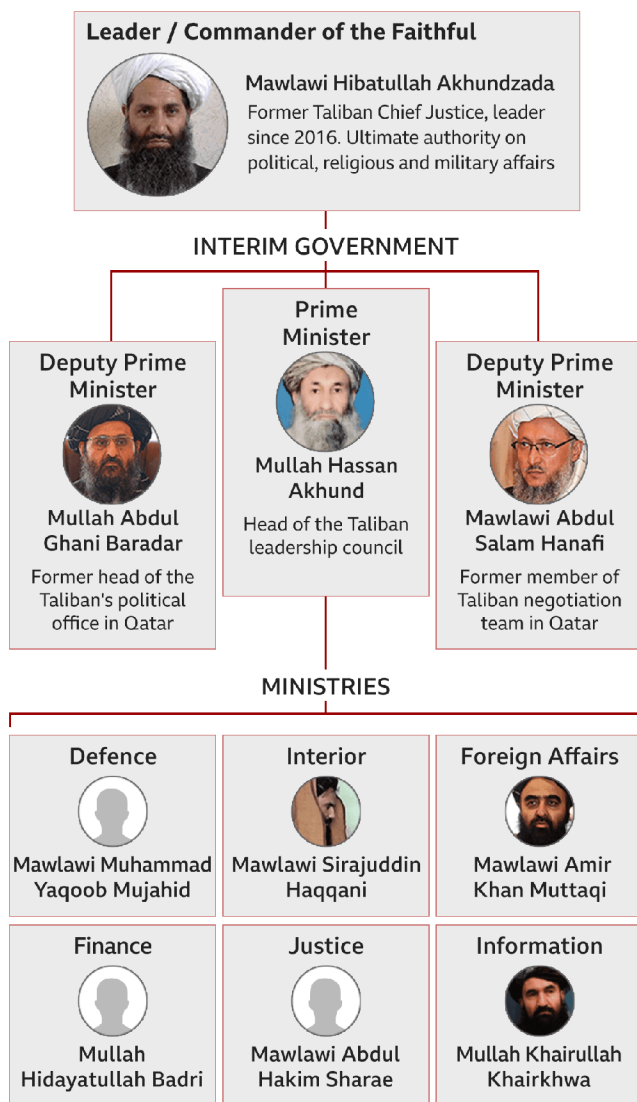 Leader / Commander of the Faithful
Mawlawi Hibatullah Akhundzada
Former Taliban Chief Justice, leader
since 2016. Ultimate authority on
political, religious and military affairs
INTERIM GOVERNMENT
Deputy Prime
Minister
Mullah Abdul
Ghani Baradar
Former head of the
Taliban's political
office in Qatar
Prime
Minister
Mullah Hassan
Akhund
Head of the Taliban
leadership council
Deputy Prime
Minister
Mawlawi Abdul
Salam Hanafi
Former member of
Taliban negotiation
team in Qatar
MINISTRIES
Defence
Mawlawi Muhammad
Yaqoob Mujahid
Interior
Mawlawi Sirajuddin
Haqqani
Foreign Affairs
Mawlawi Amir
Khan Muttaqi
Finance
Mullah
Hidayatullah Badri
Justice
Mawlawi Abdul
Hakim Sharae
Information
Mullah Khairullah
Khairkhwa